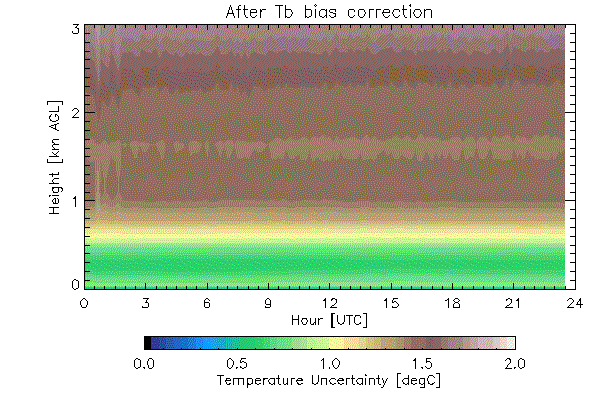 After Tb bias correction
3
2
1
0
Height [km AGL]
0 3 6 9 12 15 18 21 24
Hour [UTC]
0.0 0.5 1.0 1.5 2.0
Temperature Uncertainty [degC]